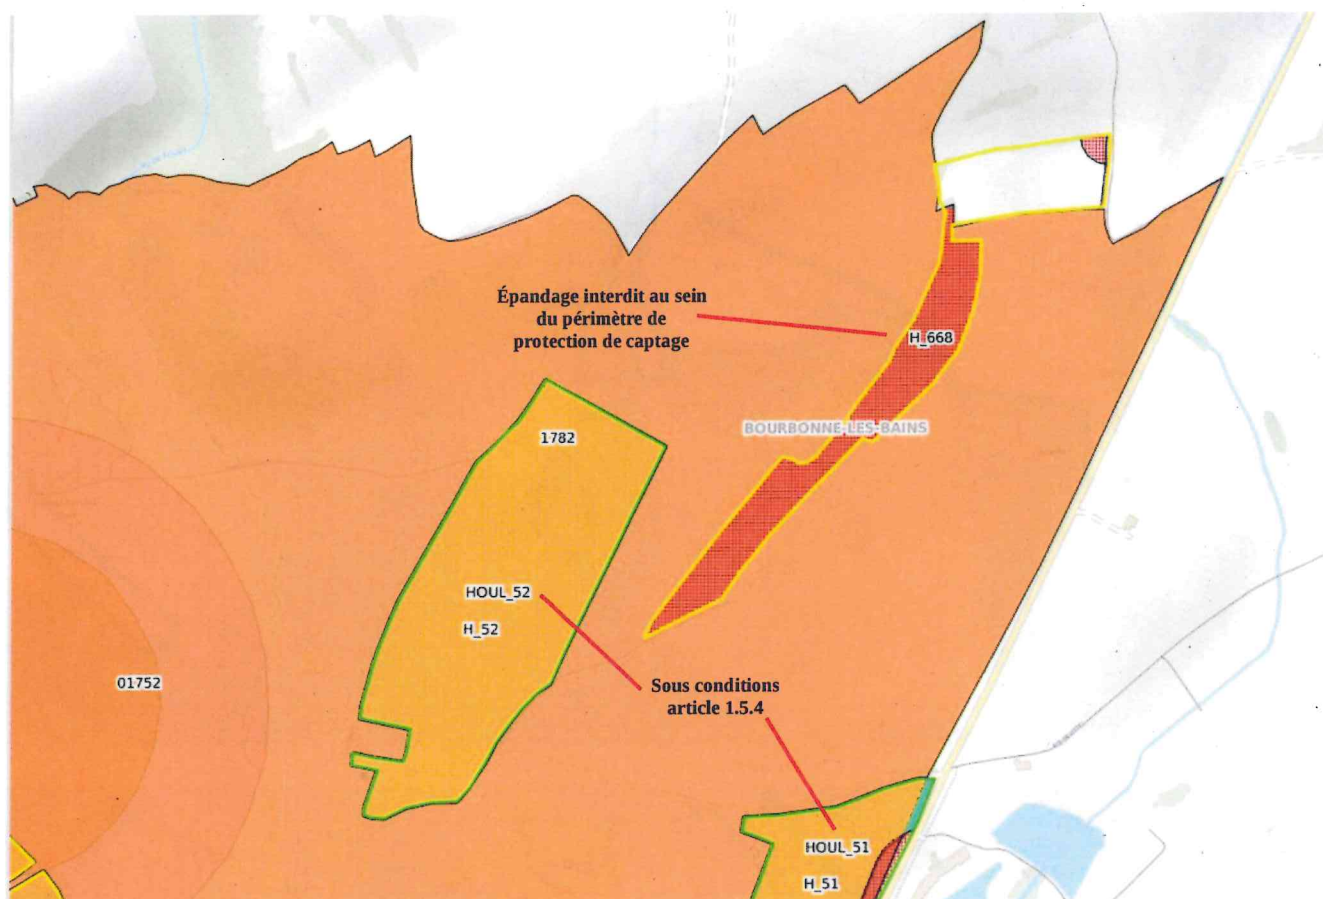 Épandage interdit au sein
du périmètre de
protection de captage
H_668
BOURBONNE-LES-BAINS
1782
HOUL_52
H_52
01752
Sous conditions
article 1.5.4
HOUL_51
H_51